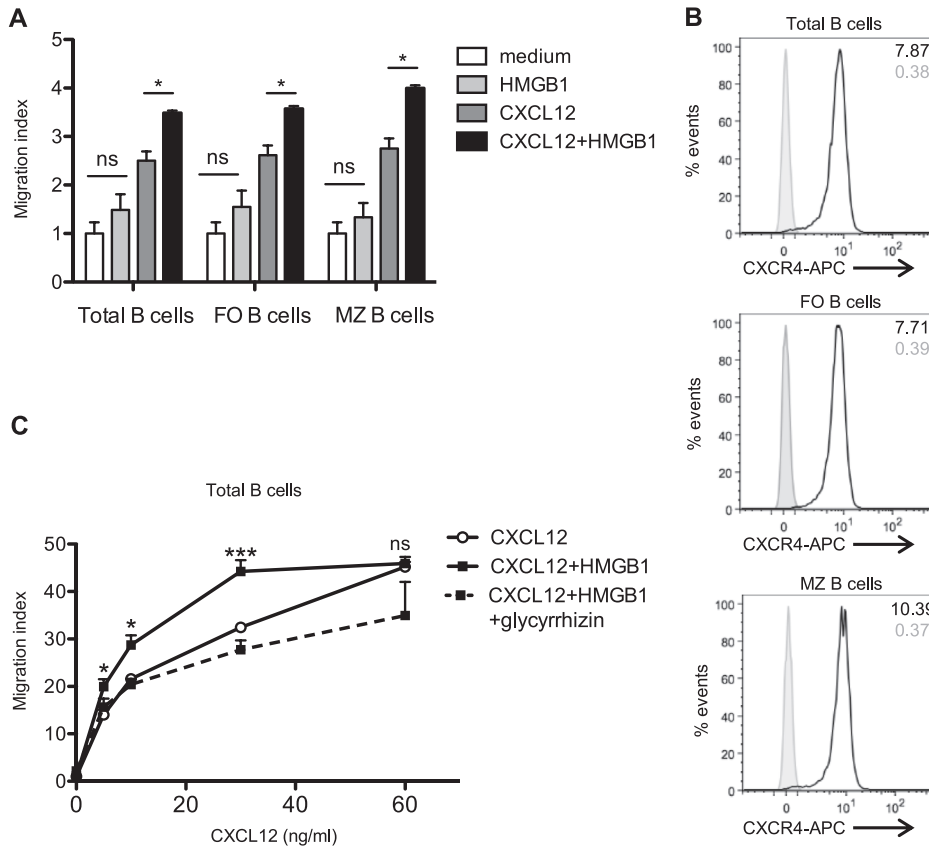 A
5
4
3
2
1
0
Migration index
ns
*
ns
*
ns
*
Total B cells
FO B cells
MZ B cells
medium
HMGB1
CXCL12
CXCL12+HMGB1
B
Total B cells
7.87
0.38
100
80
60
40
20
0
% events
0
10¹
10²
CXCR4-APC
FO B cells
7.71
0.39
100
80
60
40
20
0
% events
0
10¹
10²
CXCR4-APC
MZ B cells
10.39
0.37
100
80
60
40
20
0
% events
0
10¹
10²
CXCR4-APC
C
Total B cells
50
40
30
20
10
0
Migration index
*
*
***
ns
0
20
40
60
CXCL12 (ng/ml)
CXCL12
CXCL12+HMGB1
CXCL12+HMGB1
+glycyrrhizin